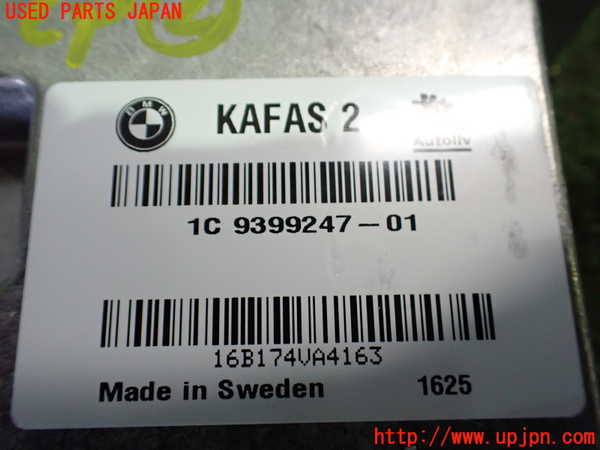 USED PARTS JAPAN
BMW
KAFAS 2
Autoliv
1C 9399247-01
16B174VA4163
Made in Sweden 1625
http://www.upjpn.com/